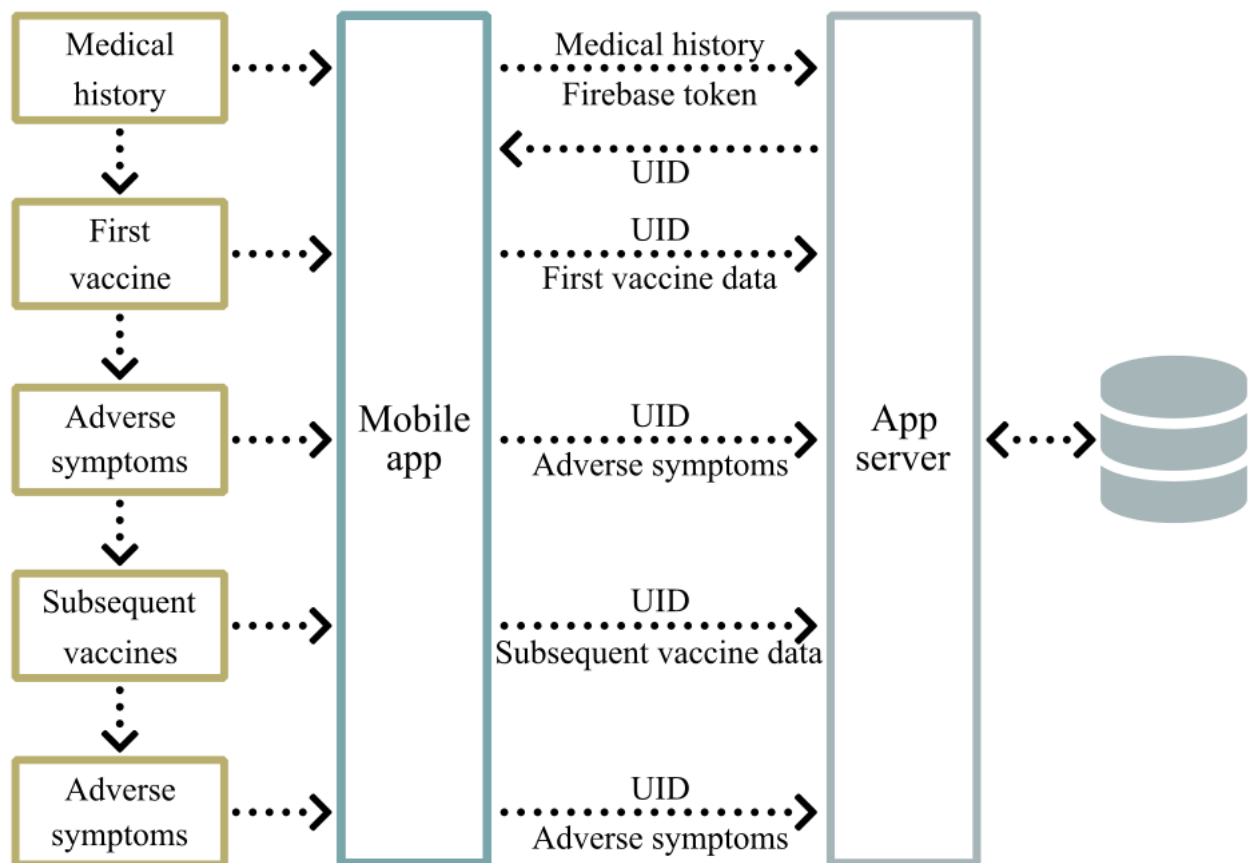 Medical
history
Medical history
Firebase token
UID
First
vaccine
UID
First vaccine data
Adverse
symptoms
Mobile
app
UID
Adverse symptoms
App
server
Subsequent
vaccines
UID
Subsequent vaccine data
Adverse
symptoms
UID
Adverse symptoms